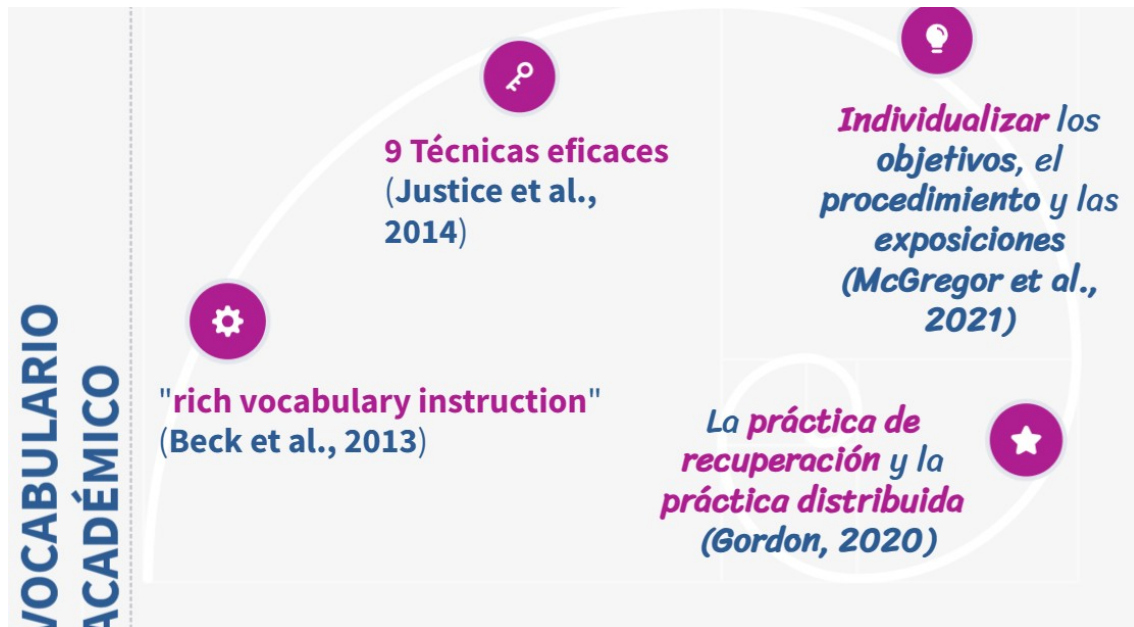 VOCABULARIO
ACADÉMICO
"rich vocabulary instruction"
(Beck et al., 2013)
9 Técnicas eficaces
(Justice et al.,
2014)
Individualizar los
objetivos, el
procedimiento y las
exposiciones
(McGregor et al.,
2021)
La práctica de
recuperación y la
práctica distribuida
(Gordon, 2020)